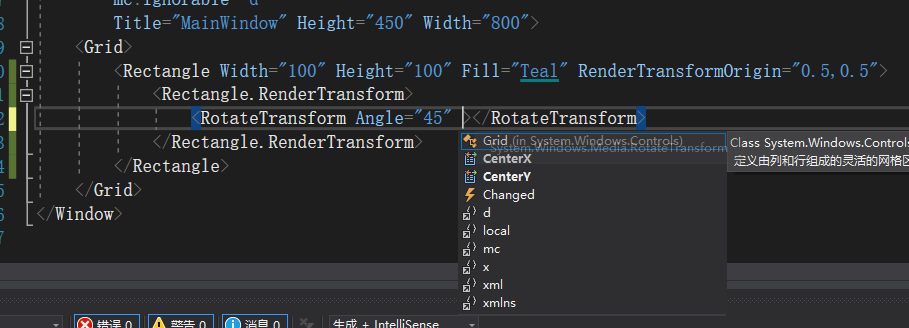 mc:Ignorable="d"
Title="MainWindow" Height="450" Width="800">
<Grid>
<Rectangle Width="100" Height="100" Fill="Teal" RenderTransformOrigin="0.5,0.5">
<Rectangle.RenderTransform>
<RotateTransform Angle="45" ></RotateTransform>
</Rectangle.RenderTransform>
</Rectangle>
</Grid>
</Window>
Grid (in System.Windows.Controls)
System.Windows.Media.RotateTransform
CenterX
CenterY
Changed
d
local
mc
x
xml
xmlns
Class System.Windows.Controls
定义由列和行组成的灵活的网格区
错误 0
警告 0
消息 0
生成 + IntelliSense